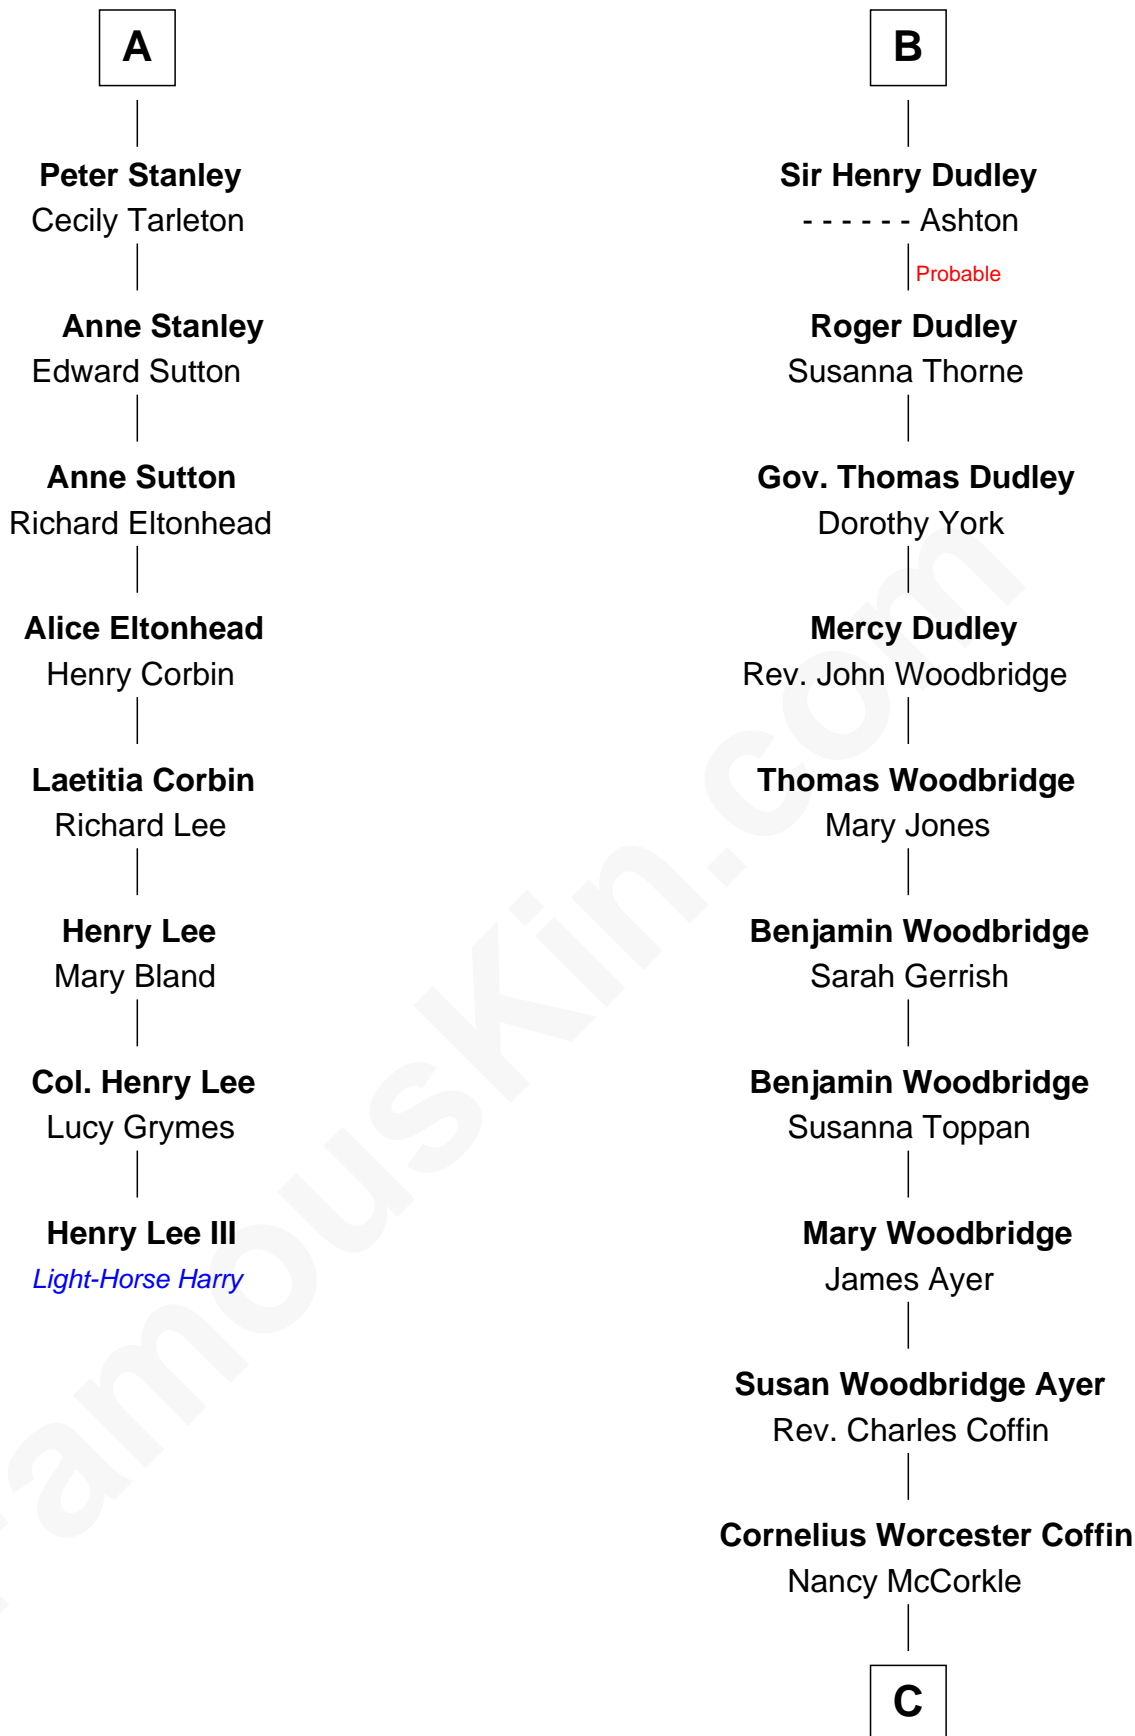 A
Peter Stanley
Cecily Tarleton
Anne Stanley
Edward Sutton
Anne Sutton
Richard Eltonhead
Alice Eltonhead
Henry Corbin
Laetitia Corbin
Richard Lee
Henry Lee
Mary Bland
Col. Henry Lee
Lucy Grymes
Henry Lee III
Light-Horse Harry
B
Sir Henry Dudley
- - - - - - Ashton
Probable
Roger Dudley
Susanna Thorne
Gov. Thomas Dudley
Dorothy York
Mercy Dudley
Rev. John Woodbridge
Thomas Woodbridge
Mary Jones
Benjamin Woodbridge
Sarah Gerrish
Benjamin Woodbridge
Susanna Toppan
Mary Woodbridge
James Ayer
Susan Woodbridge Ayer
Rev. Charles Coffin
Cornelius Worcester Coffin
Nancy McCorkle
C
FamousKin.com